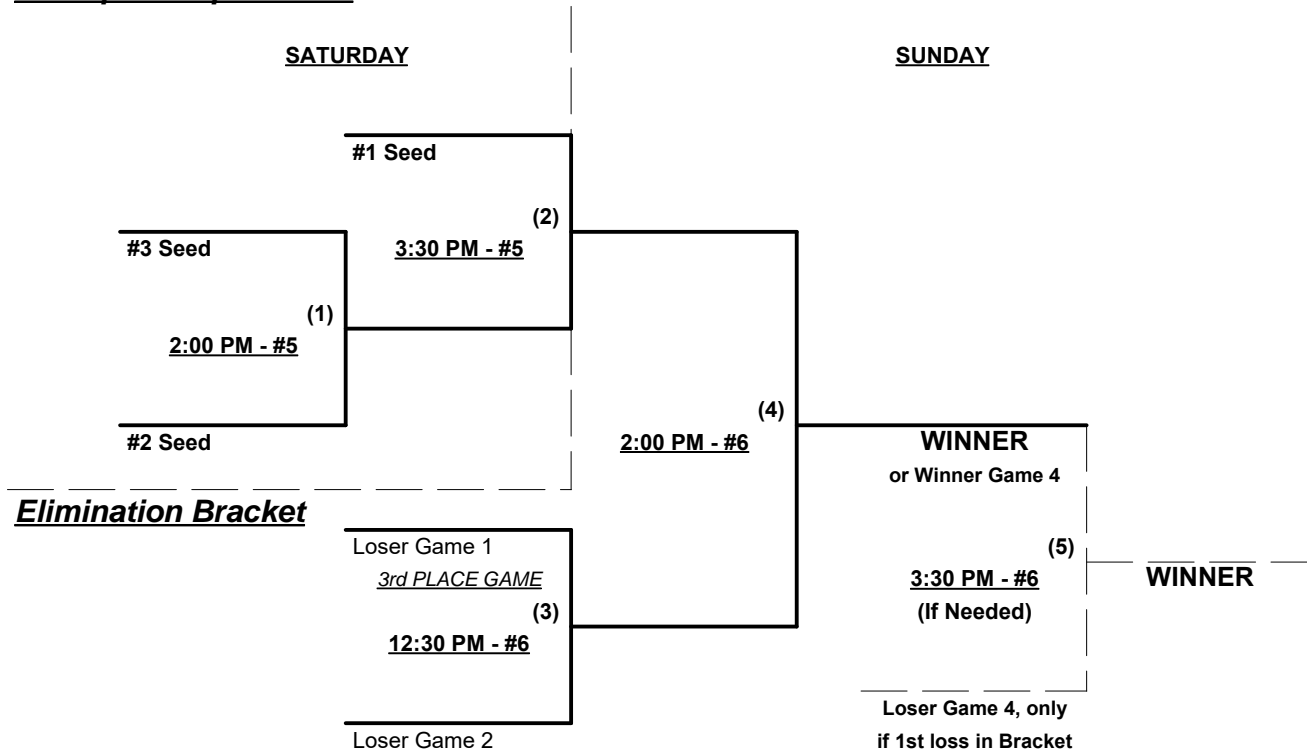 SATURDAY
SUNDAY
#1 Seed
(2)
3:30 PM - #5
#3 Seed
(1)
2:00 PM - #5
#2 Seed
(4)
2:00 PM - #6
WINNER
or Winner Game 4
Elimination Bracket
Loser Game 1
3rd PLACE GAME
(3)
12:30 PM - #6
Loser Game 2
(5)
3:30 PM - #6
(If Needed)
WINNER
Loser Game 4, only
if 1st loss in Bracket